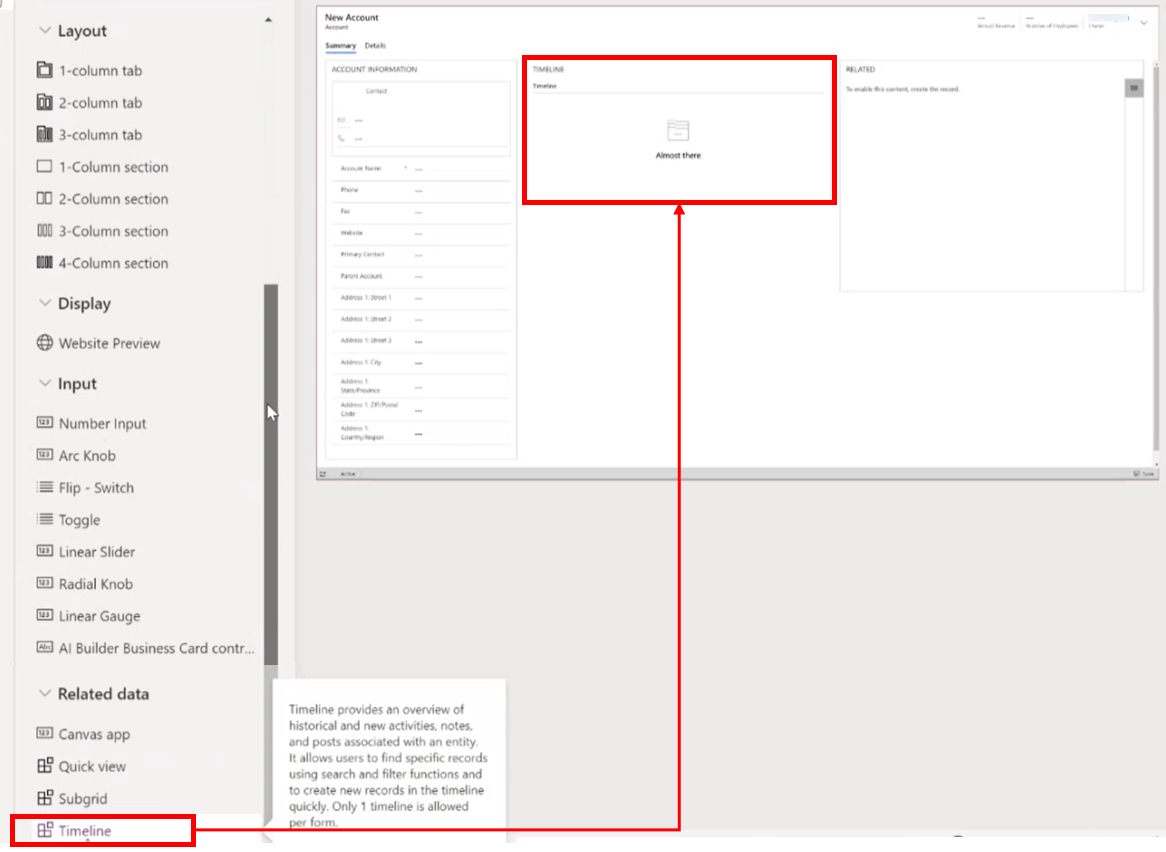 Layout
1-column tab
2-column tab
3-column tab
1-Column section
2-Column section
3-Column section
4-Column section
Display
Website Preview
Input
Number Input
Arc Knob
Flip - Switch
Toggle
Linear Slider
Radial Knob
Linear Gauge
AI Builder Business Card contr...
Related data
Canvas app
Quick view
Subgrid
Timeline
Timeline provides an overview of
historical and new activities, notes,
and posts associated with an entity.
It allows users to find specific records
using search and filter functions and
to create new records in the timeline
quickly. Only 1 timeline is allowed
per form.
New Account
Account
--- Annual Revenue
--- Number of Employees
Owner
Summary Details
ACCOUNT INFORMATION
Contact
---
---
Account Name * ---
Phone ---
Fax ---
Website ---
Primary Contact ---
Parent Account ---
Address 1: Street 1 ---
Address 1: Street 2 ---
Address 1: Street 3 ---
Address 1: City ---
Address 1:
State/Province ---
Address 1: ZIP/Postal
Code ---
Address 1:
Country/Region ---
TIMELINE
Timeline
Almost there
RELATED
To enable this content, create the record.
Active
Save